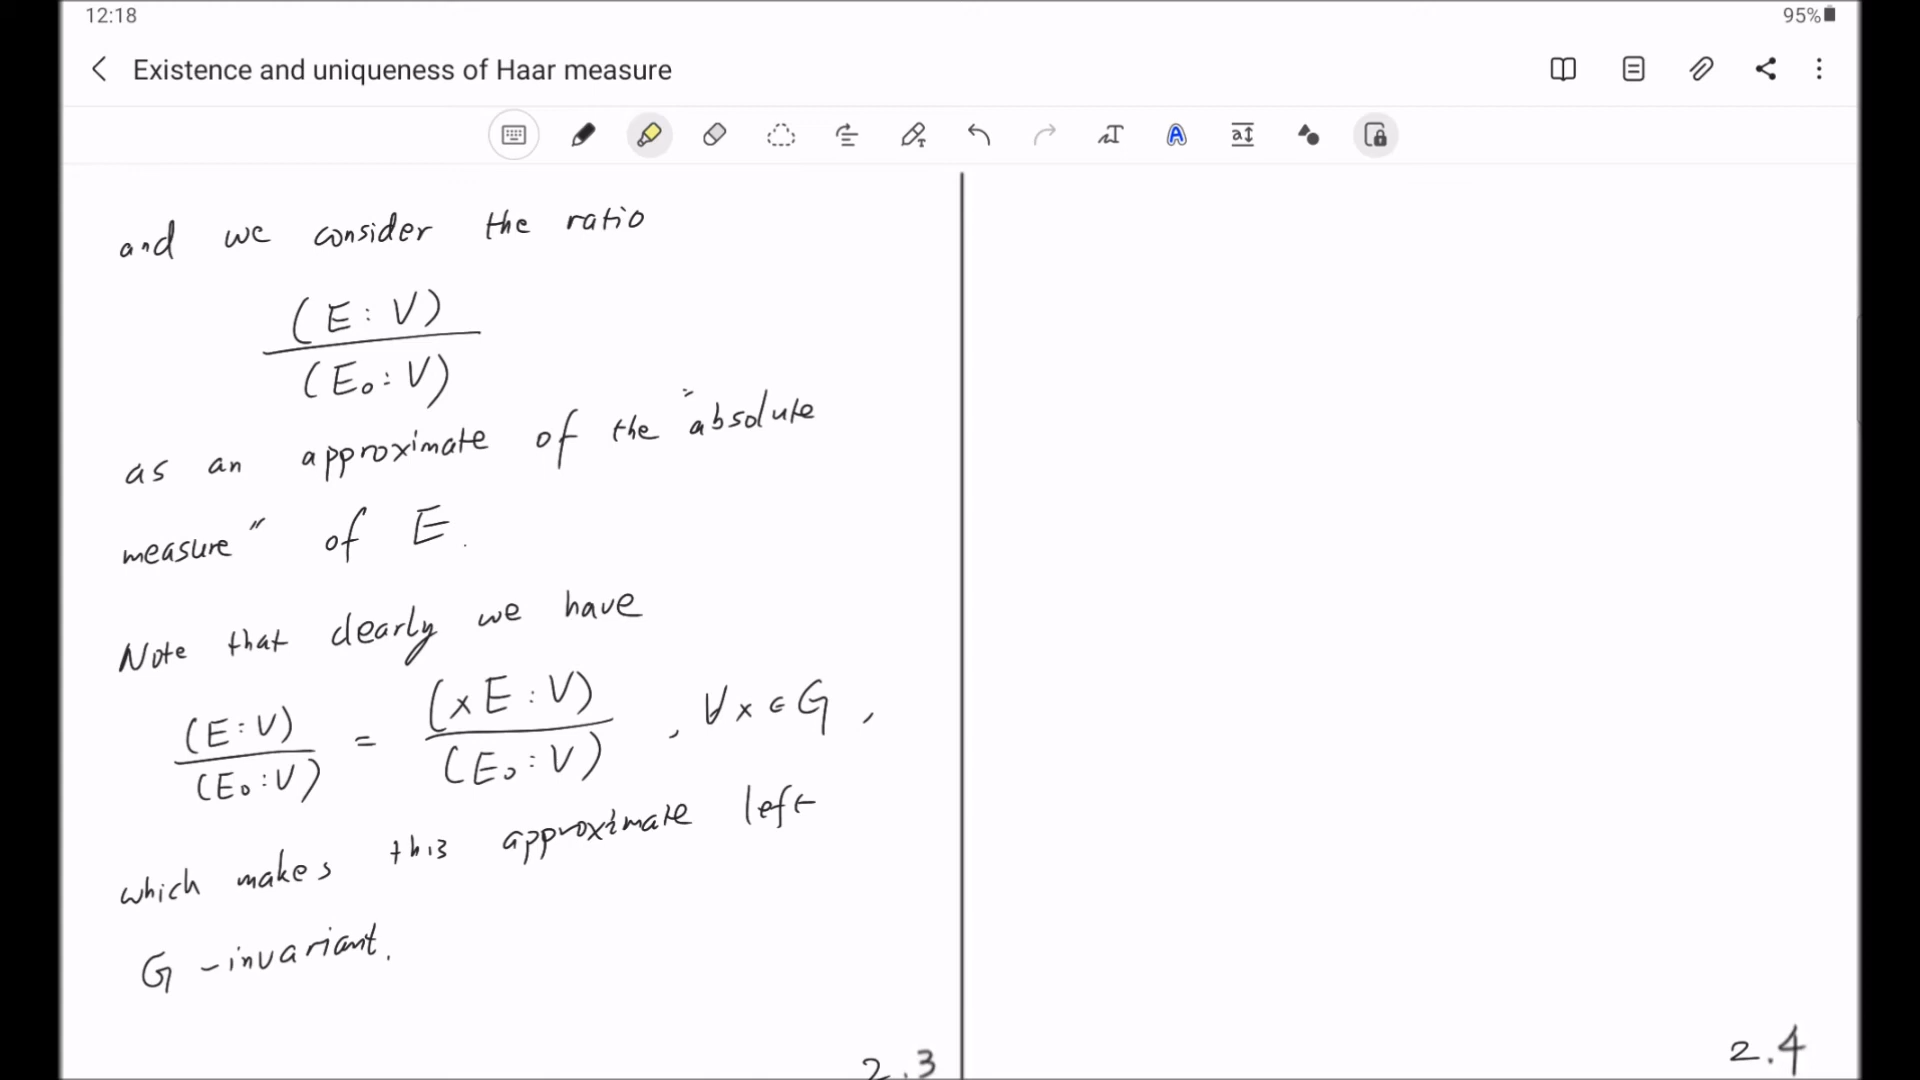 12:18
95%
Existence and uniqueness of Haar measure
and we consider the ratio
(E : V)
(E₀ : V)
as an approximate of the "absolute
measure" of E.
Note that clearly we have
(E : V) / (E₀ : V) = (xE : V) / (E₀ : V) , ∀x ∈ G ,
which makes this approximate left
G-invariant.
2.3
2.4